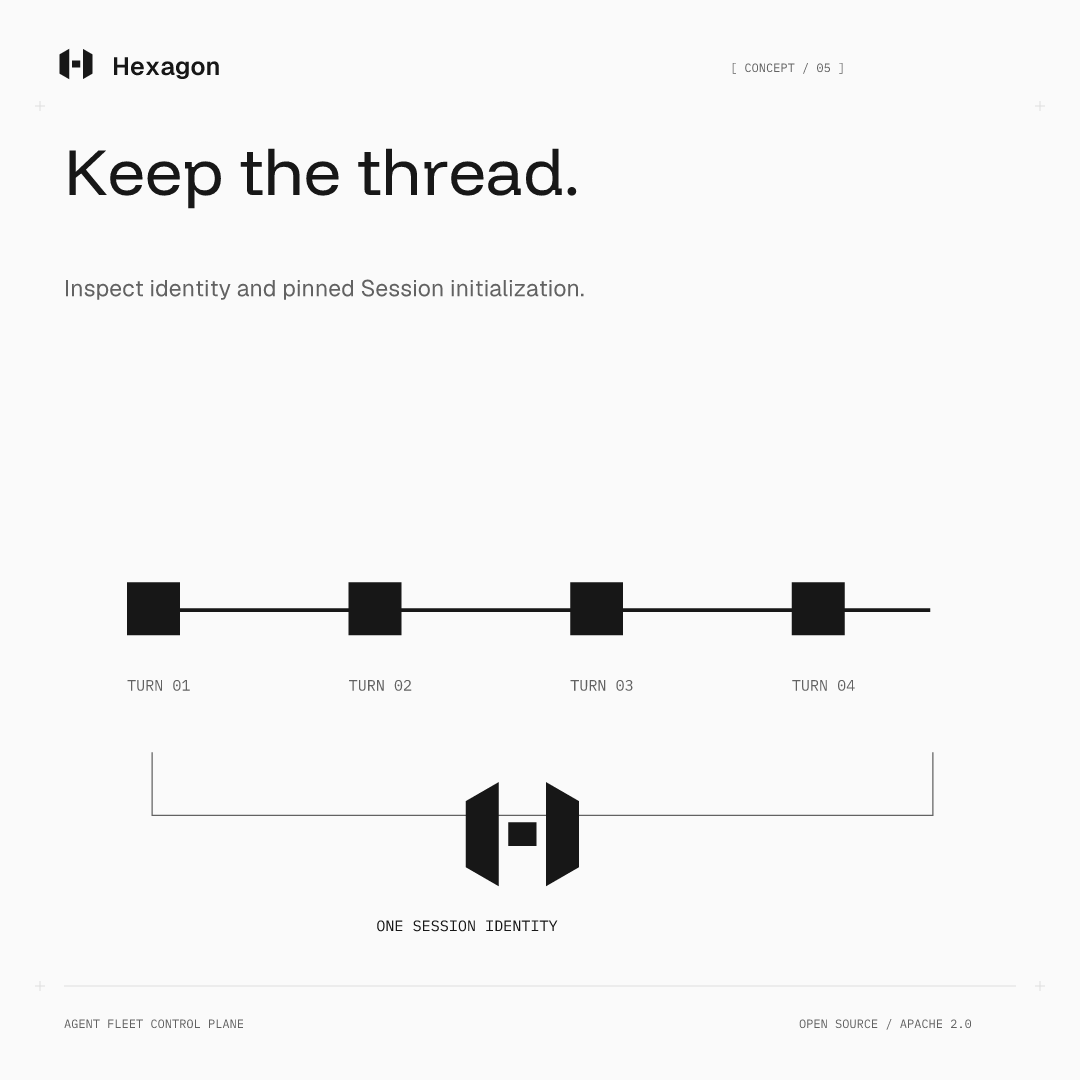 Hexagon
[ CONCEPT / 05 ]
Keep the thread.
Inspect identity and pinned Session initialization.
TURN 01
TURN 02
TURN 03
TURN 04
ONE SESSION IDENTITY
AGENT FLEET CONTROL PLANE
OPEN SOURCE / APACHE 2.0